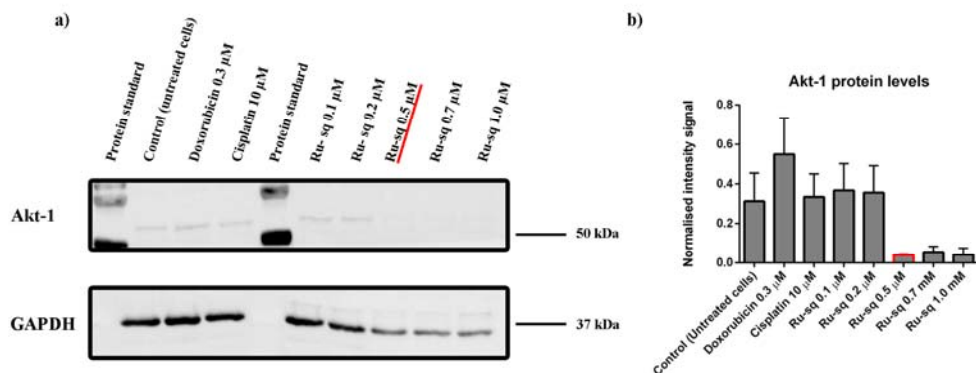 a)
Protein standard
Control (untreated cells)
Doxorubicin 0.3 µM
Cisplatin 10 µM
Protein standard
Ru- sq 0.1 µM
Ru- sq 0.2 µM
Ru-sq 0.5 µM
Ru-sq 0.7 µM
Ru-sq 1.0 µM
Akt-1
50 kDa
GAPDH
37 kDa
b)
Akt-1 protein levels
Normalised intensity signal
0.8
0.6
0.4
0.2
0.0
Control (Untreated cells)
Doxorubicin 0.3 µM
Cisplatin 10 µM
Ru-sq 0.1 µM
Ru-sq 0.2 µM
Ru-sq 0.5 µM
Ru-sq 0.7 mM
Ru-sq 1.0 mM